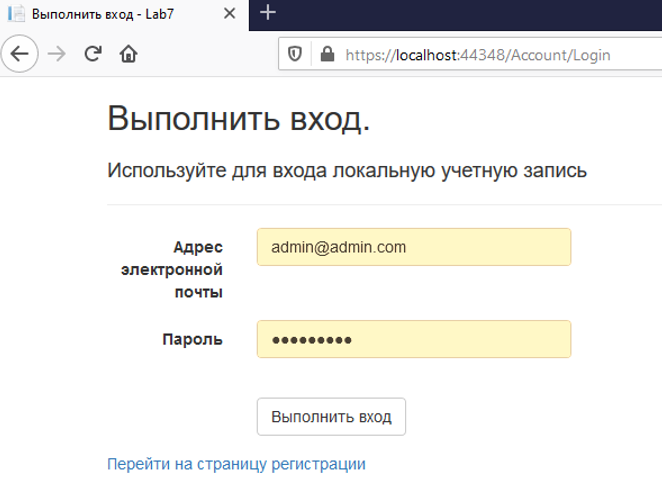 Выполнить вход - Lab7
https://localhost:44348/Account/Login
Выполнить вход.
Используйте для входа локальную учетную запись
Адрес
электронной
почты
admin@admin.com
Пароль
●●●●●●●●●
Выполнить вход
Перейти на страницу регистрации